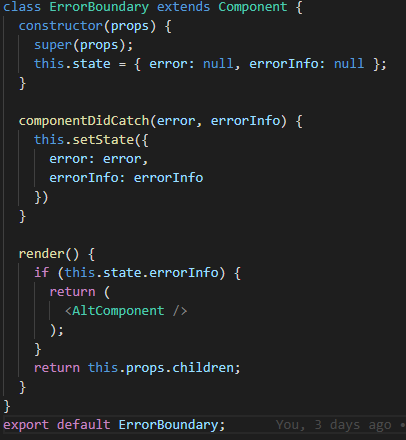 class ErrorBoundary extends Component {
  constructor(props) {
    super(props);
    this.state = { error: null, errorInfo: null };
  }

  componentDidCatch(error, errorInfo) {
    this.setState({
      error: error,
      errorInfo: errorInfo
    })
  }

  render() {
    if (this.state.errorInfo) {
      return (
        <AltComponent />
      );
    }
    return this.props.children;
  }
}
export default ErrorBoundary;      You, 3 days ago •